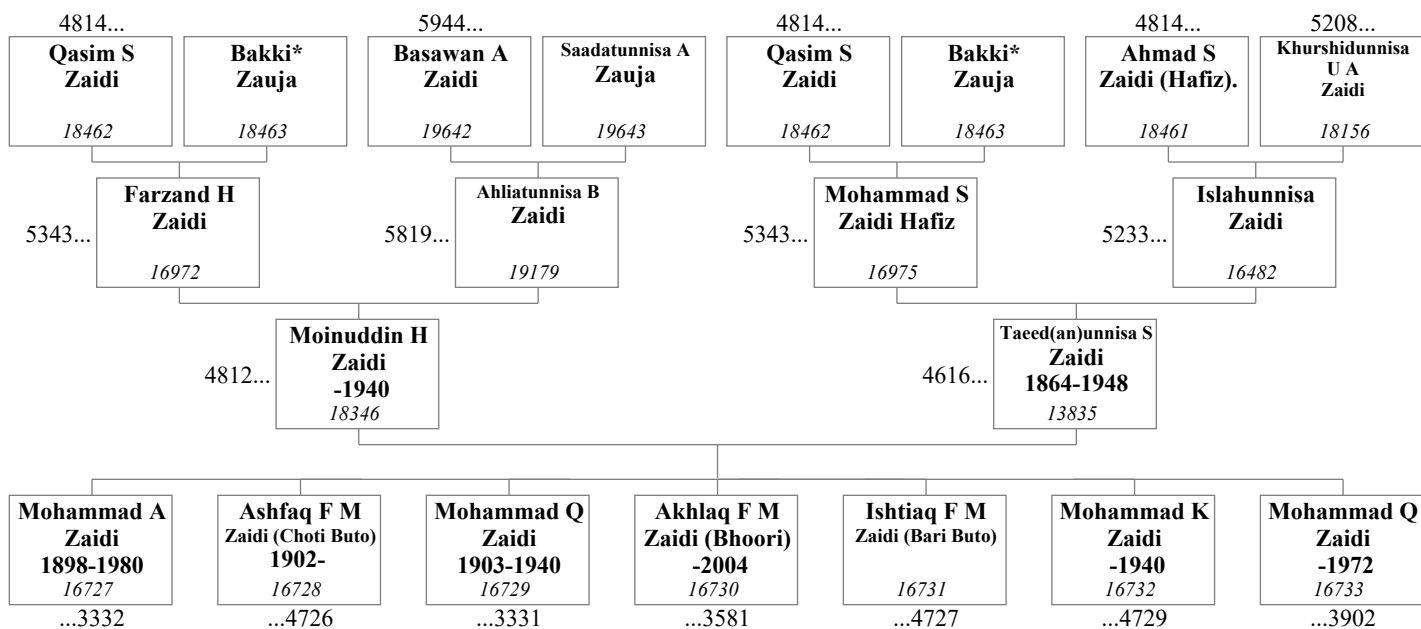 4814...
5944...
4814...
4814...
5208...
Qasim S
Zaidi
18462
Bakki*
Zauja
18463
Basawan A
Zaidi
19642
Saadatunnisa A
Zauja
19643
Qasim S
Zaidi
18462
Bakki*
Zauja
18463
Ahmad S
Zaidi (Hafiz).
18461
Khurshidunnisa
U A
Zaidi
18156
5343...
Farzand H
Zaidi
16972
5819...
Ahliatunnisa B
Zaidi
19179
5343...
Mohammad S
Zaidi Hafiz
16975
5233...
Islahunnisa
Zaidi
16482
4812...
Moinuddin H
Zaidi
-1940
18346
4616...
Taeed(an)unnisa S
Zaidi
1864-1948
13835
Mohammad A
Zaidi
1898-1980
16727
...3332
Ashfaq F M
Zaidi (Choti Buto)
1902-
16728
...4726
Mohammad Q
Zaidi
1903-1940
16729
...3331
Akhlaq F M
Zaidi (Bhoori)
-2004
16730
...3581
Ishtiaq F M
Zaidi (Bari Buto)
16731
...4727
Mohammad K
Zaidi
-1940
16732
...4729
Mohammad Q
Zaidi
-1972
16733
...3902